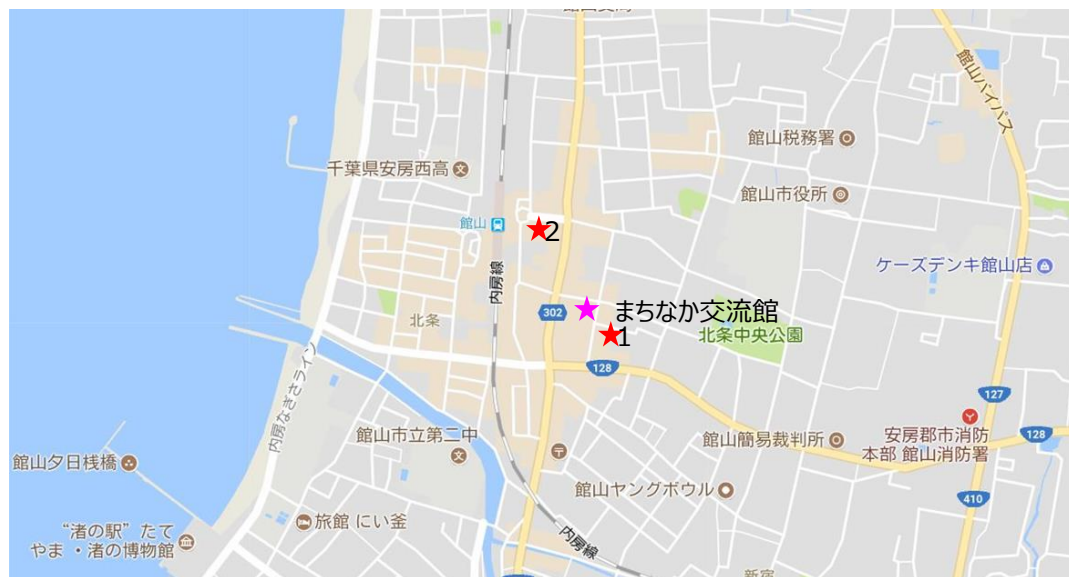 館山バイパス
館山税務署
千葉県安房西高
館山市役所
館山
2
ケーズデンキ館山店
内房線
まちなか交流館
302
北条
1
北条中央公園
128
内房なぎさライン
127
館山市立第二中
館山簡易裁判所
安房郡市消防
本部 館山消防署
128
館山夕日桟橋
館山ヤングボウル
410
“渚の駅” たて
やま ・渚の博物館
旅館 にい釜
内房線
新宿